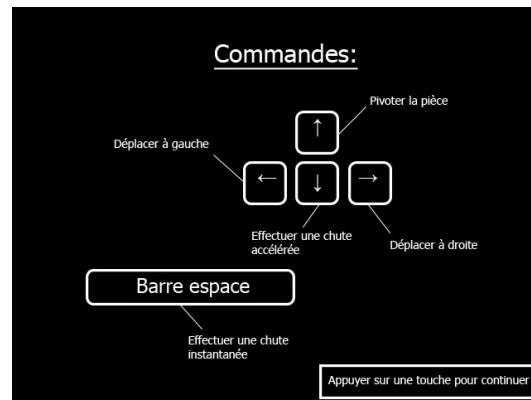 Commandes:
Pivoter la pièce
↑
Déplacer à gauche
← ↓ →
Effectuer une chute
accélérée
Déplacer à droite
Barre espace
Effectuer une chute
instantanée
Appuyer sur une touche pour continuer